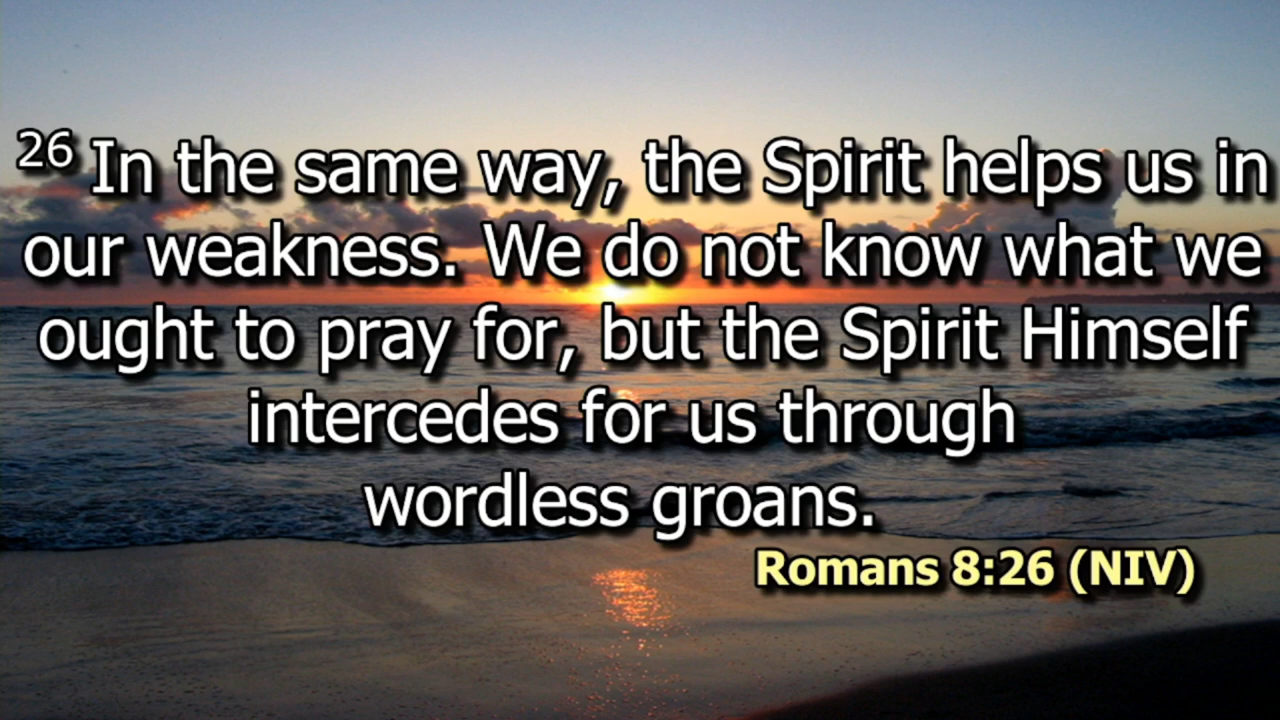 26 In the same way, the Spirit helps us in
our weakness. We do not know what we
ought to pray for, but the Spirit Himself
intercedes for us through
wordless groans.
Romans 8:26 (NIV)